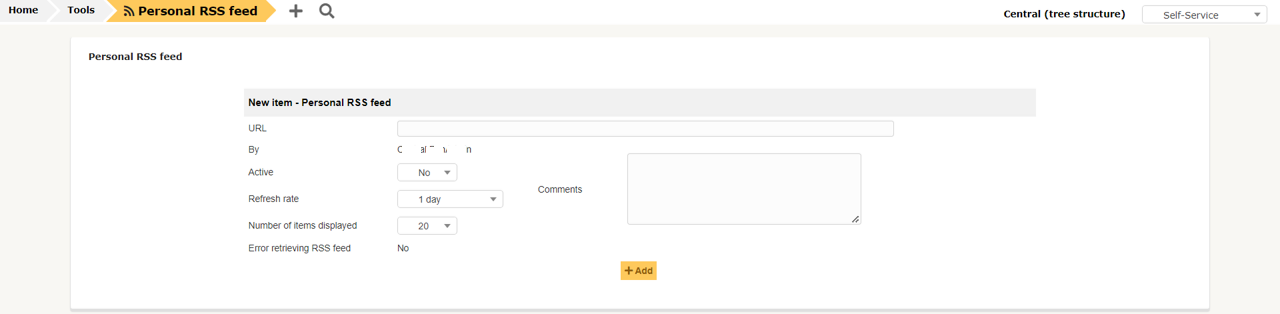 Home Tools Personal RSS feed Central (tree structure) Self-Service
Personal RSS feed
New item - Personal RSS feed
URL
By
Active No
Refresh rate 1 day
Comments
Number of items displayed 20
Error retrieving RSS feed No
Add